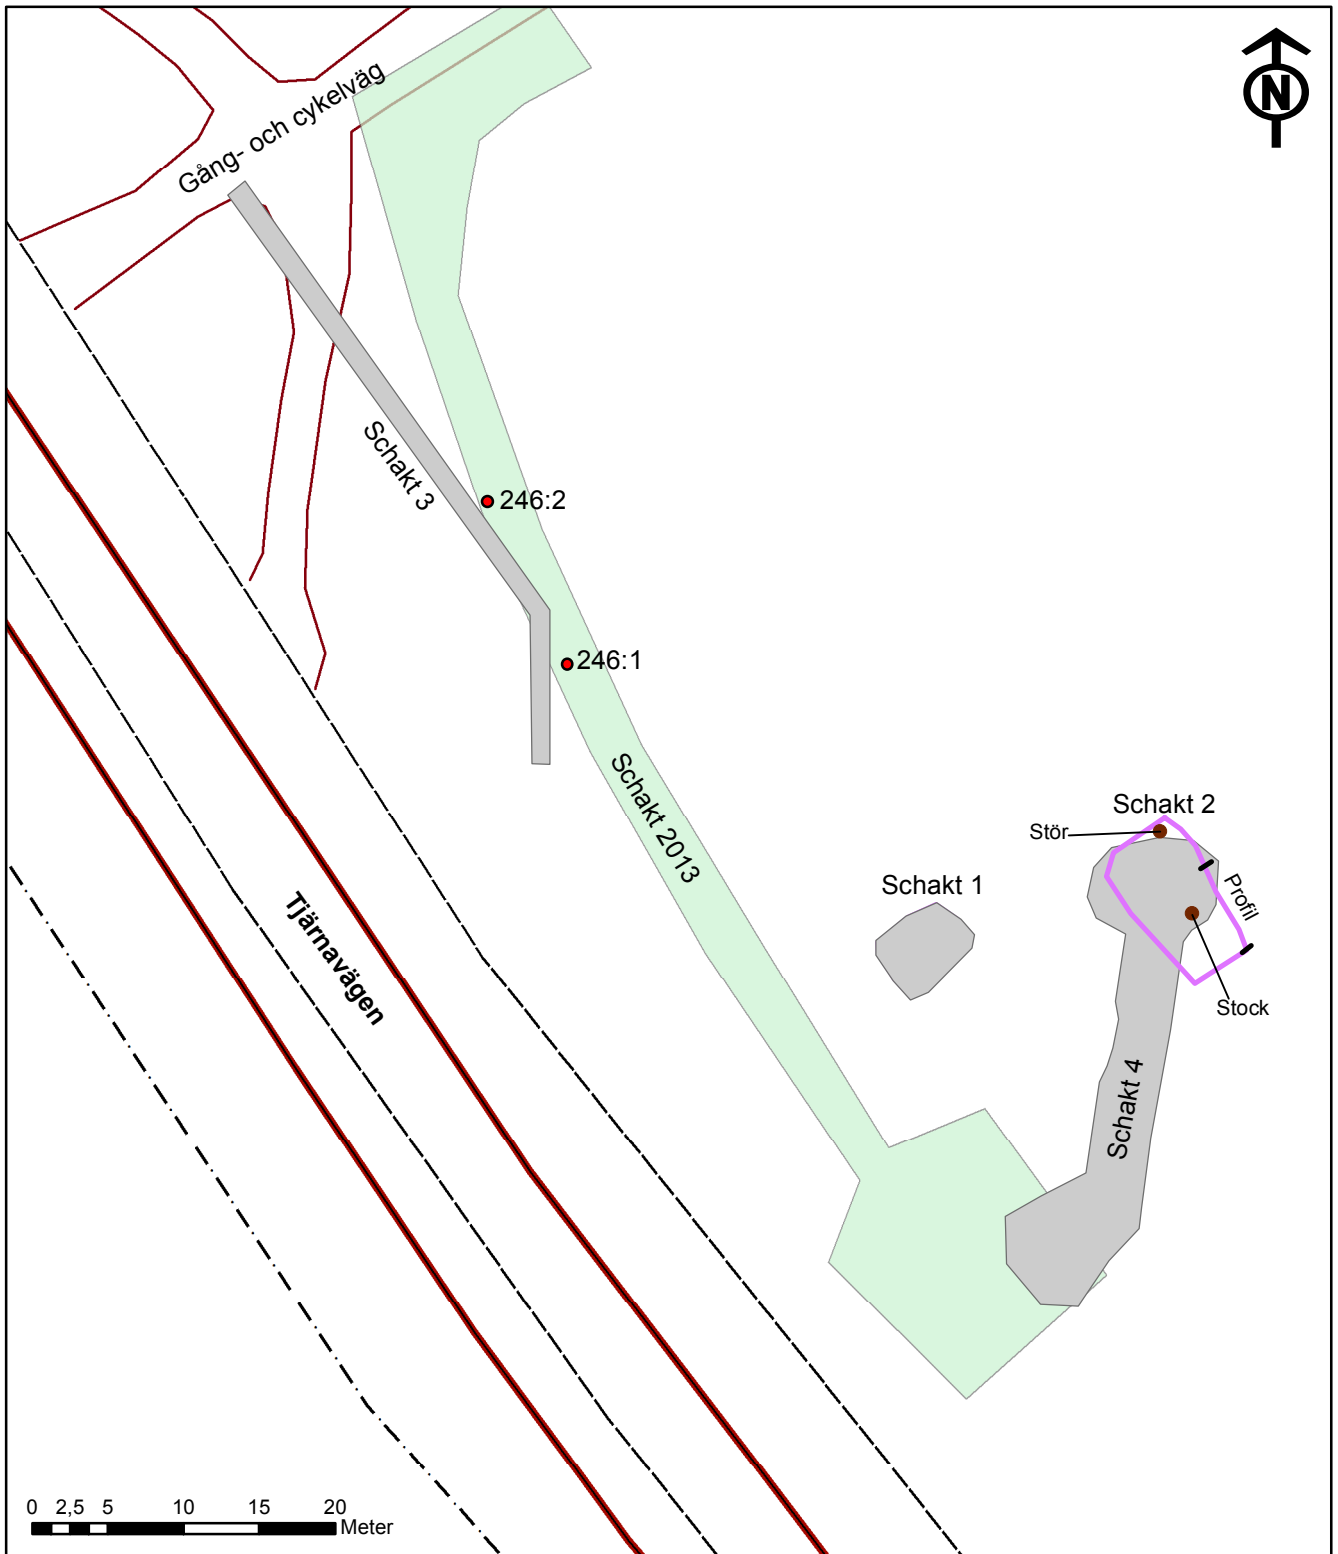 N
Gång- och cykelväg
Schakt 3
246:2
246:1
Schakt 2013
Schakt 2
Stör
Schakt 1
Profil
Tjärnavägen
Stock
Schakt 4
0 2,5 5 10 15 20
Meter